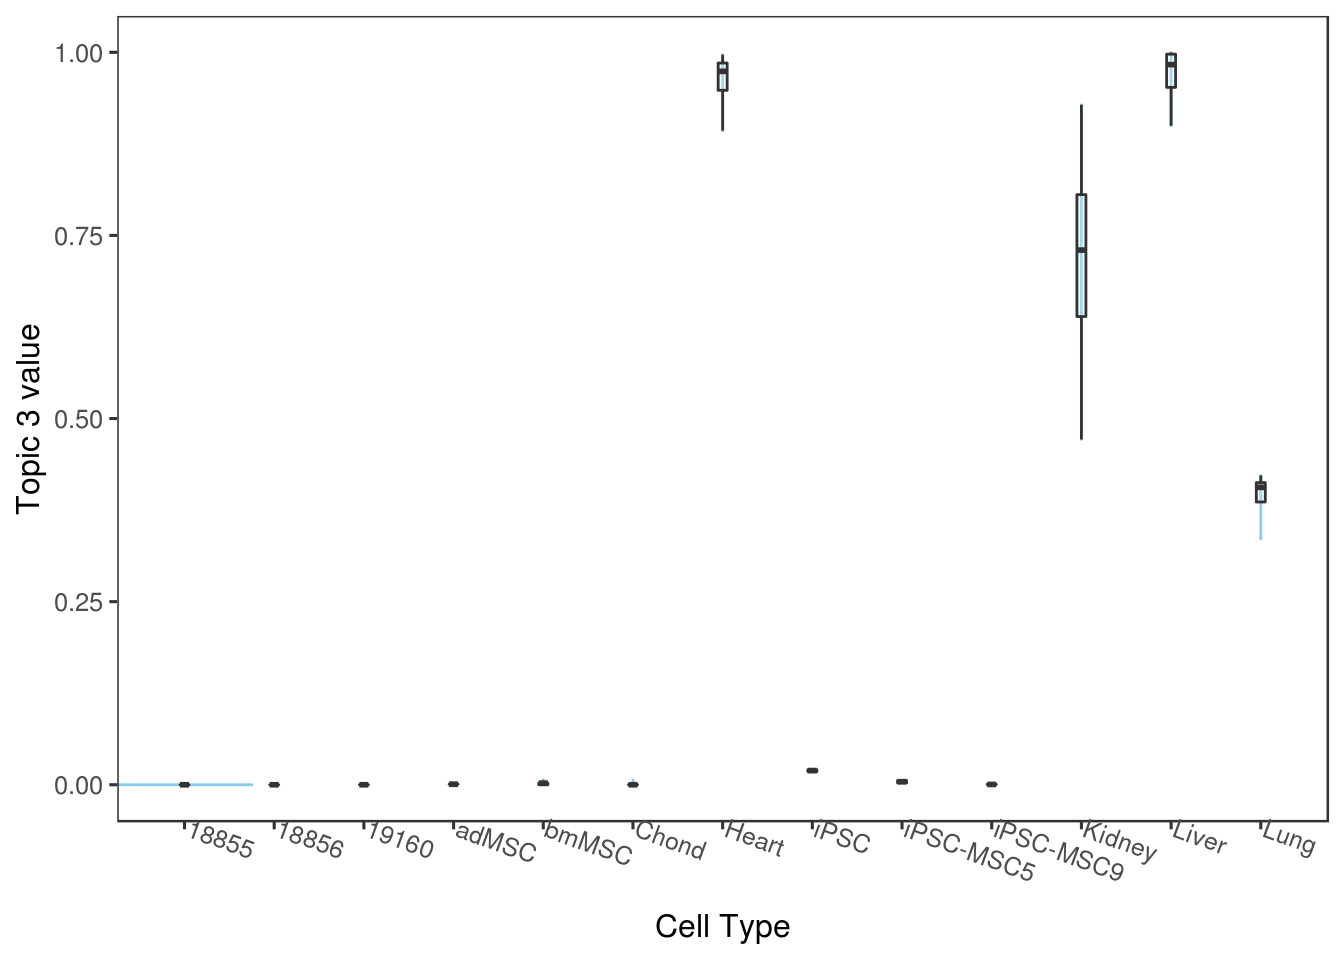 1.00
0.75
0.50
0.25
0.00
Topic 3 value
18855
18856
19160
adMSC
bmMSC
Chond
Heart
iPSC
iPSC-MSC5
iPSC-MSC9
Kidney
Liver
Lung
Cell Type